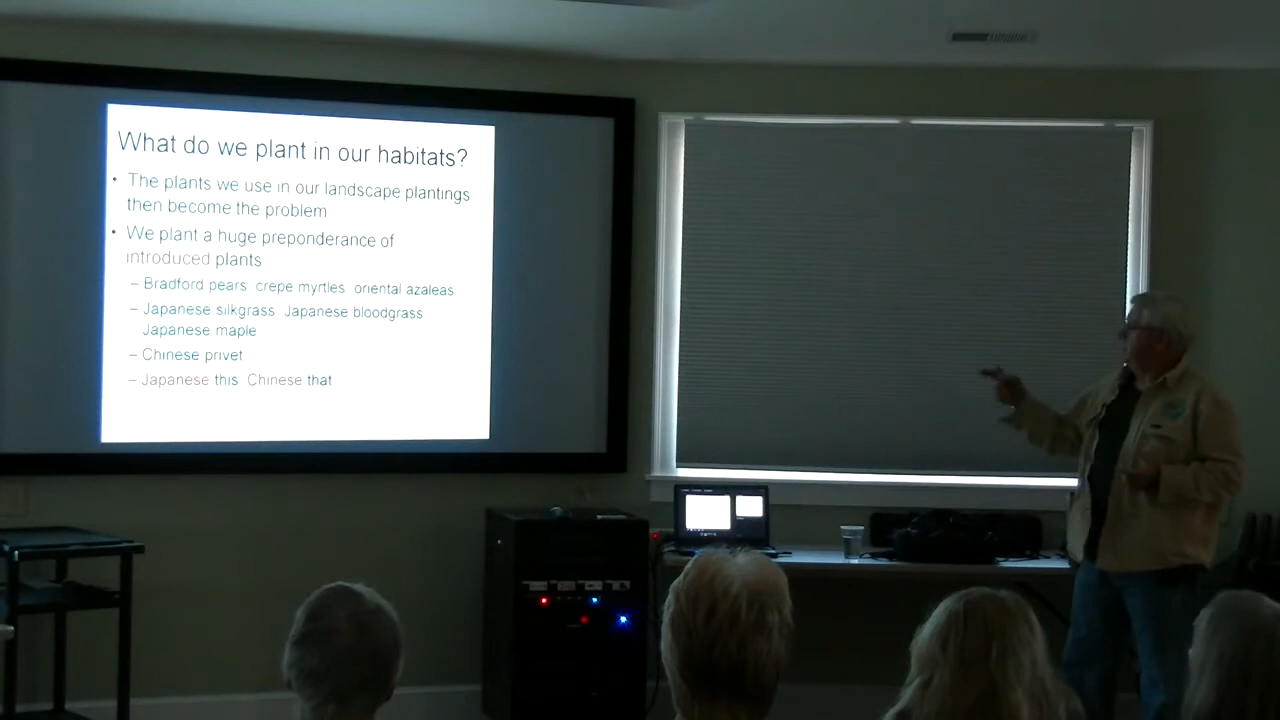 What do we plant in our habitats?
• The plants we use in our landscape plantings
then become the problem
• We plant a huge preponderance of
introduced plants
– Bradford pears crepe myrtles oriental azaleas
– Japanese silkgrass Japanese bloodgrass
Japanese maple
– Chinese privet
– Japanese this Chinese that